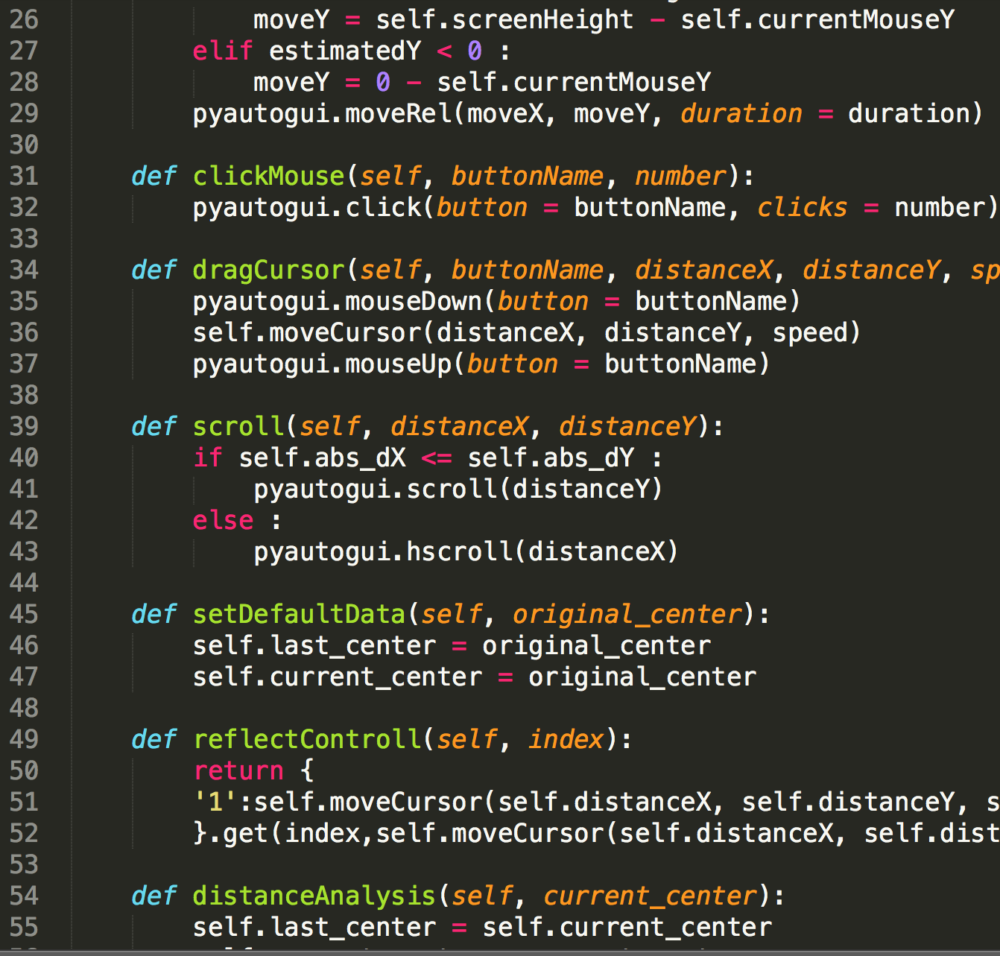 26 moveY = self.screenHeight - self.currentMouseY
27 elif estimatedY < 0 :
28 moveY = 0 - self.currentMouseY
29 pyautogui.moveRel(moveX, moveY, duration = duration)
30
31 def clickMouse(self, buttonName, number):
32 pyautogui.click(button = buttonName, clicks = number)
33
34 def dragCursor(self, buttonName, distanceX, distanceY, sp
35 pyautogui.mouseDown(button = buttonName)
36 self.moveCursor(distanceX, distanceY, speed)
37 pyautogui.mouseUp(button = buttonName)
38
39 def scroll(self, distanceX, distanceY):
40 if self.abs_dX <= self.abs_dY :
41 pyautogui.scroll(distanceY)
42 else :
43 pyautogui.hscroll(distanceX)
44
45 def setDefaultData(self, original_center):
46 self.last_center = original_center
47 self.current_center = original_center
48
49 def reflectControll(self, index):
50 return {
51 '1':self.moveCursor(self.distanceX, self.distanceY, s
52 }.get(index,self.moveCursor(self.distanceX, self.dist
53
54 def distanceAnalysis(self, current_center):
55 self.last_center = self.current_center